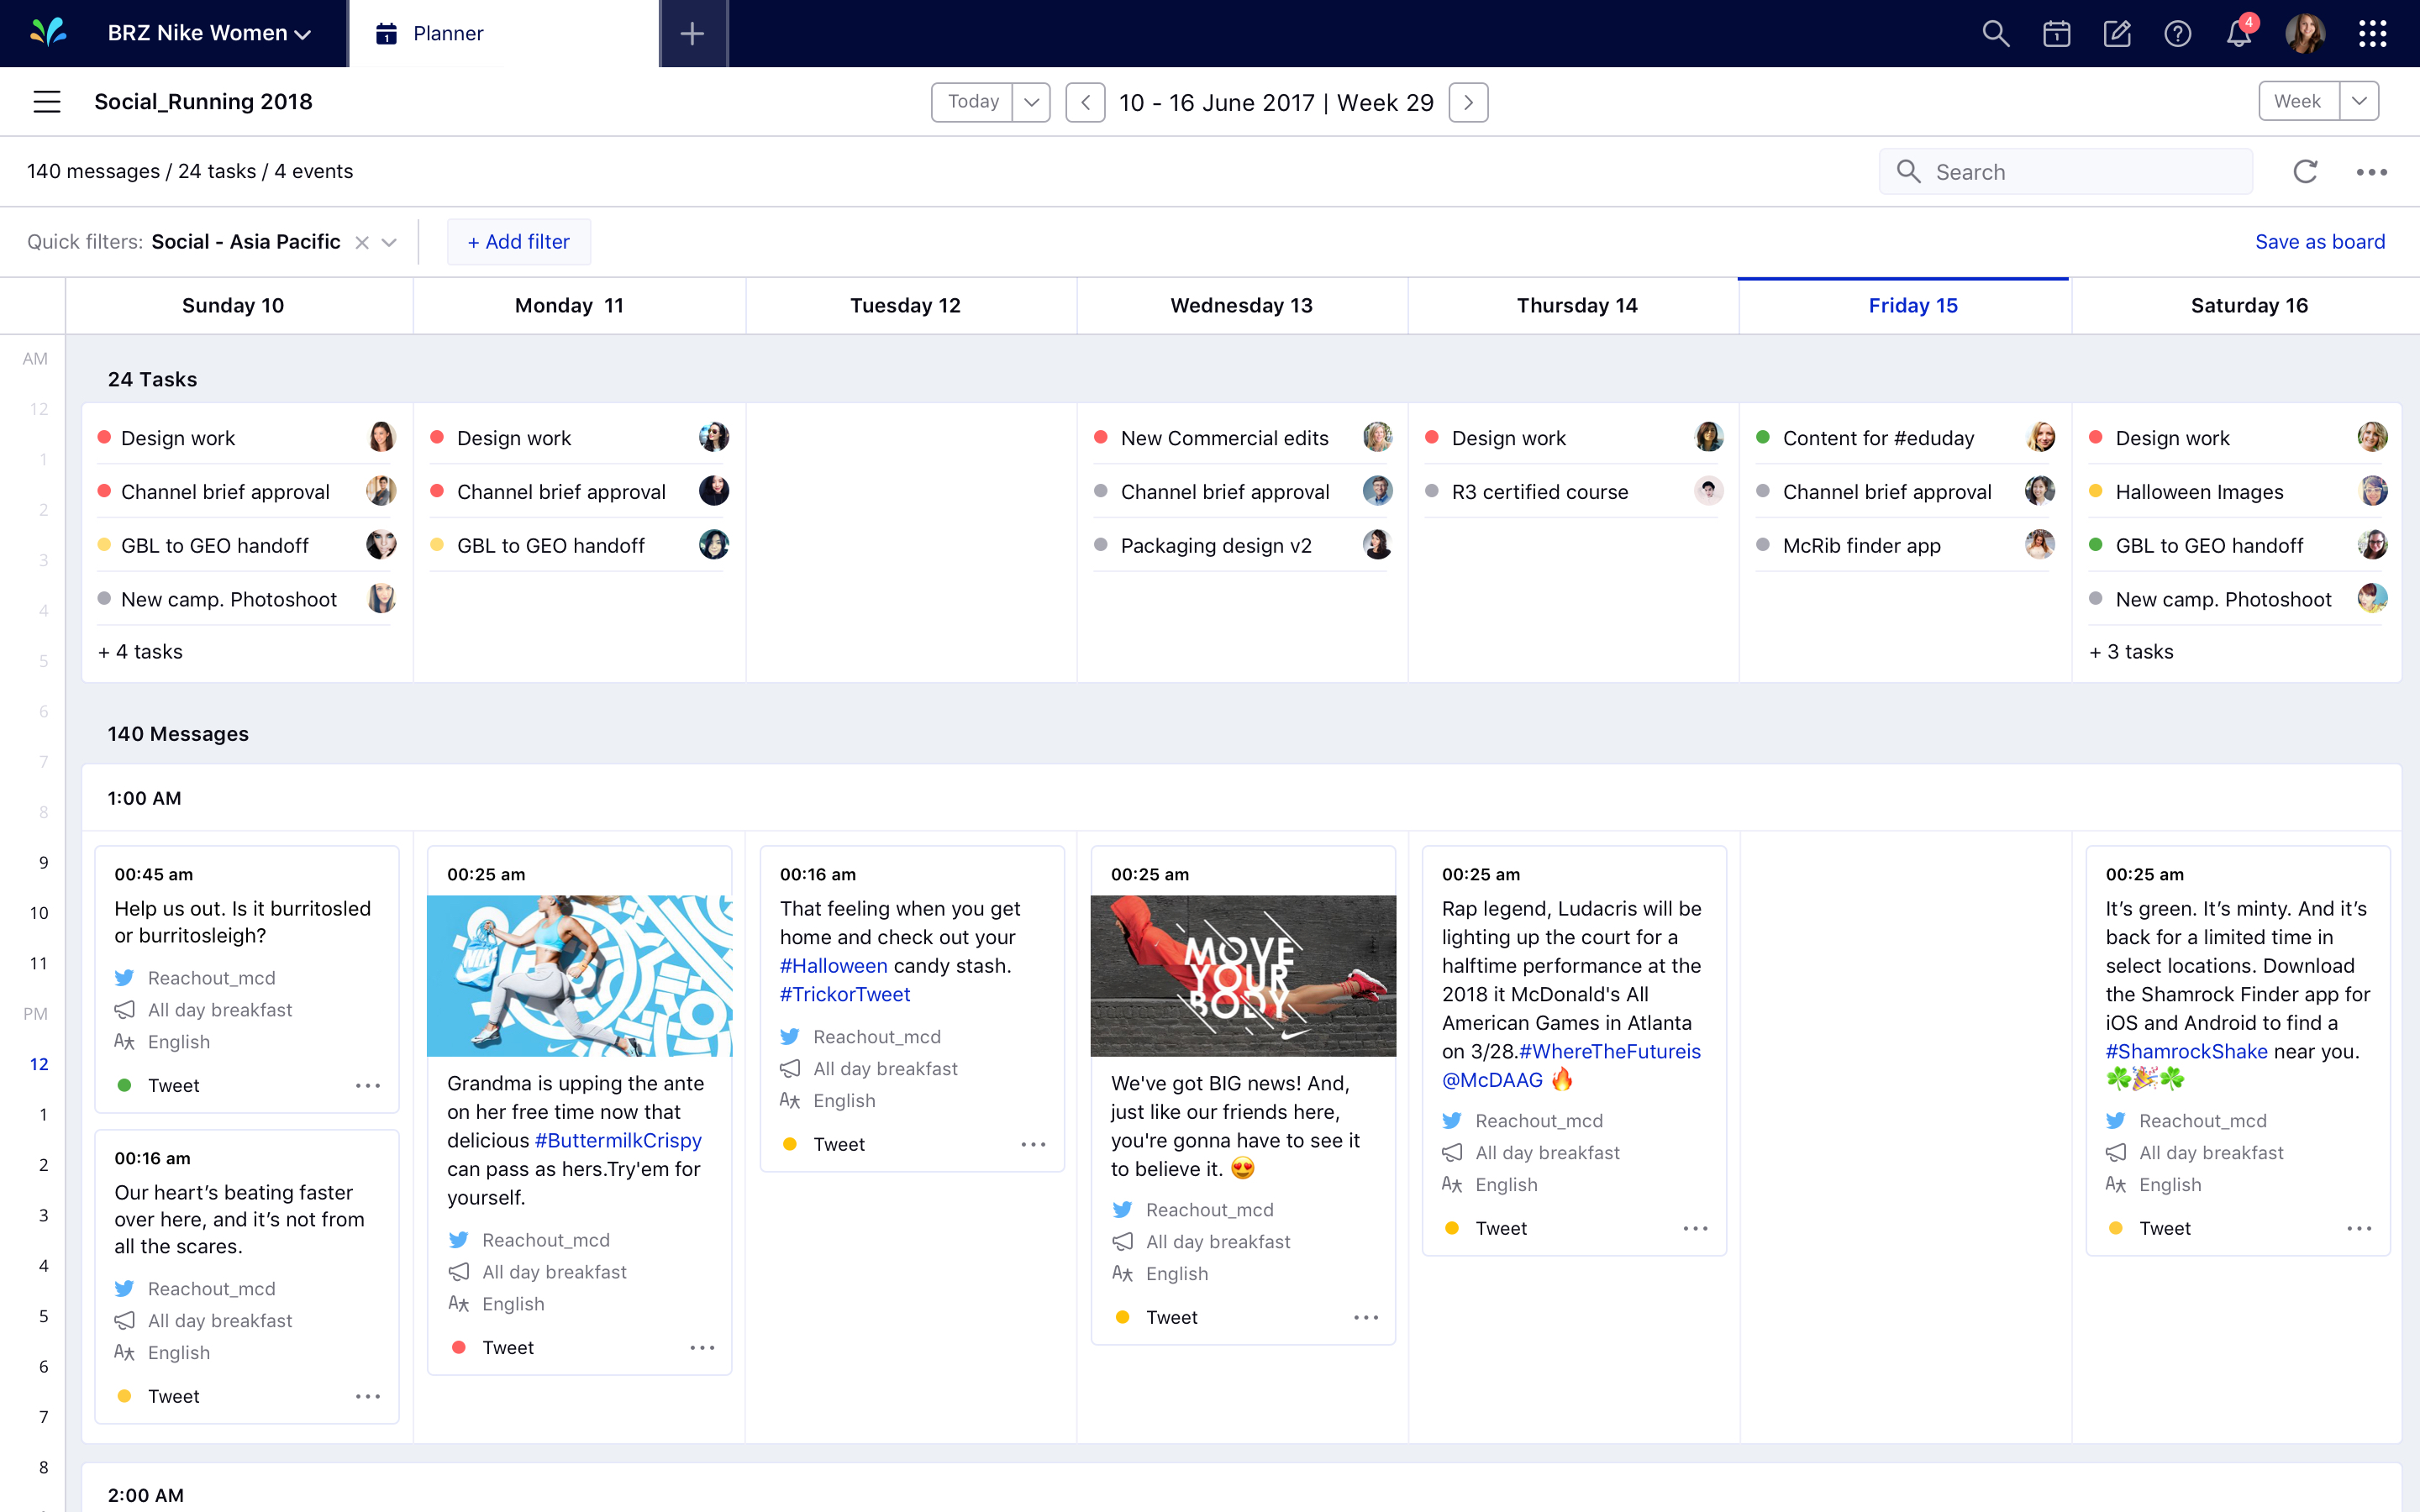 BRZ Nike Women
1
Planner
1
4
Social_Running 2018
Today
10 - 16 June 2017 | Week 29
Week
140 messages / 24 tasks / 4 events
Search
Quick filters: Social - Asia Pacific
+ Add filter
Save as board
Sunday 10
Monday 11
Tuesday 12
Wednesday 13
Thursday 14
Friday 15
Saturday 16
AM
12
1
2
3
4
5
6
7
8
9
10
11
PM
12
1
2
3
4
5
6
7
8
24 Tasks
Design work
Channel brief approval
GBL to GEO handoff
New camp. Photoshoot
+ 4 tasks
Design work
Channel brief approval
GBL to GEO handoff
New Commercial edits
Channel brief approval
Packaging design v2
Design work
R3 certified course
Content for #eduday
Channel brief approval
McRib finder app
Design work
Halloween Images
GBL to GEO handoff
New camp. Photoshoot
+ 3 tasks
140 Messages
1:00 AM
00:45 am
Help us out. Is it burritosled
or burritosleigh?
Reachout_mcd
All day breakfast
English
Tweet
00:16 am
Our heart’s beating faster
over here, and it’s not from
all the scares.
Reachout_mcd
All day breakfast
English
Tweet
00:25 am
NIKE
Grandma is upping the ante
on her free time now that
delicious #ButtermilkCrispy
can pass as hers.Try'em for
yourself.
Reachout_mcd
All day breakfast
English
Tweet
00:16 am
That feeling when you get
home and check out your
#Halloween candy stash.
#TrickorTweet
Reachout_mcd
All day breakfast
English
Tweet
00:25 am
MOVE
YOUR
BODY
We've got BIG news! And,
just like our friends here,
you're gonna have to see it
to believe it. 😍
Reachout_mcd
All day breakfast
English
Tweet
00:25 am
Rap legend, Ludacris will be
lighting up the court for a
halftime performance at the
2018 it McDonald's All
American Games in Atlanta
on 3/28.#WhereTheFutureis
@McDAAG 🔥
Reachout_mcd
All day breakfast
English
Tweet
00:25 am
It’s green. It’s minty. And it’s
back for a limited time in
select locations. Download
the Shamrock Finder app for
iOS and Android to find a
#ShamrockShake near you.
☘️🎉☘️
Reachout_mcd
All day breakfast
English
Tweet
2:00 AM